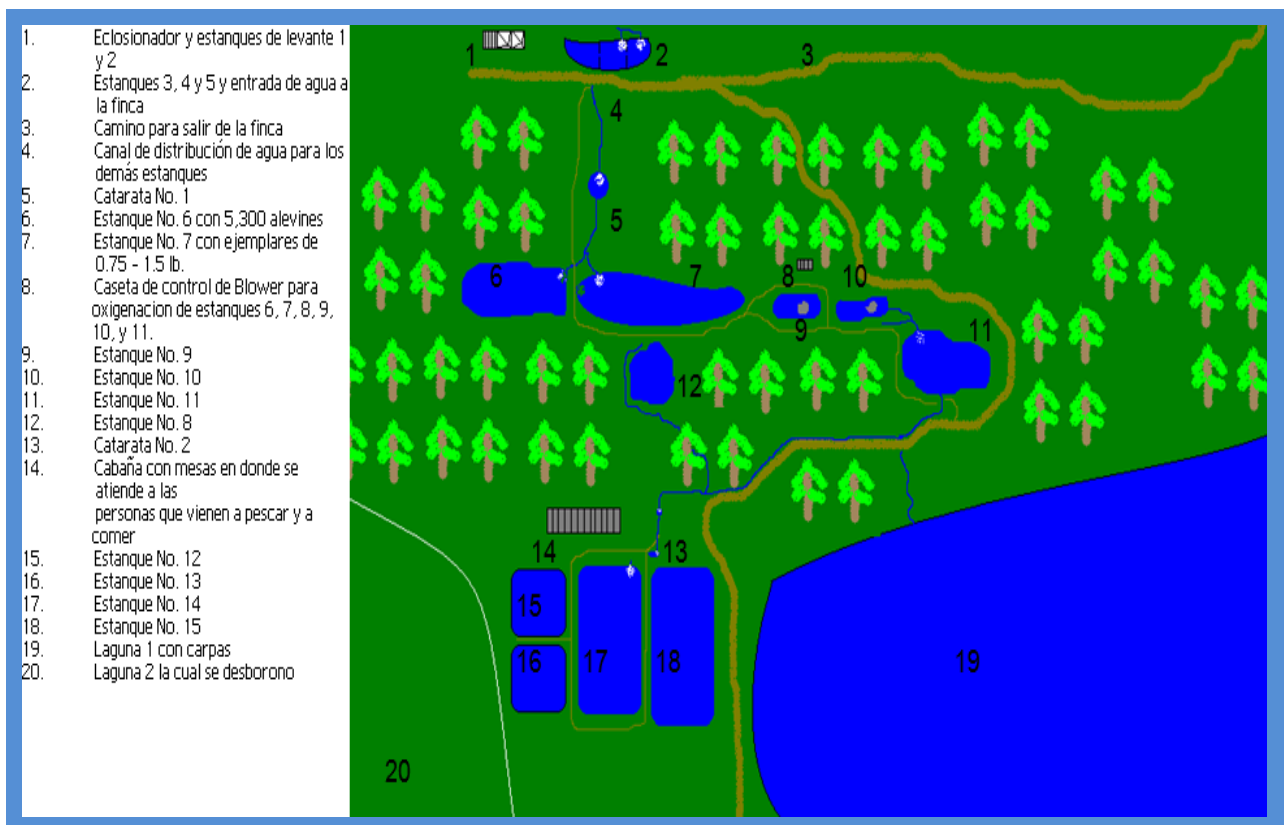 1. Eclosionador y estanques de levante 1
y 2
2. Estanques 3, 4 y 5 y entrada de agua a
la finca
3. Camino para salir de la finca
4. Canal de distribución de agua para los
demás estanques
5. Catarata No. 1
6. Estanque No. 6 con 5,300 alevines
7. Estanque No. 7 con ejemplares de
0.75 - 1.5 lb.
8. Caseta de control de Blower para
oxigenacion de estanques 6, 7, 8, 9,
10, y 11.
9. Estanque No. 9
10. Estanque No. 10
11. Estanque No. 11
12. Estanque No. 8
13. Catarata No. 2
14. Cabaña con mesas en donde se
atiende a las
personas que vienen a pescar y a
comer
15. Estanque No. 12
16. Estanque No. 13
17. Estanque No. 14
18. Estanque No. 15
19. Laguna 1 con carpas
20. Laguna 2 la cual se desborono
1
2
3
4
5
6
7
8
10
9
11
12
14
13
15
16
17
18
19
20